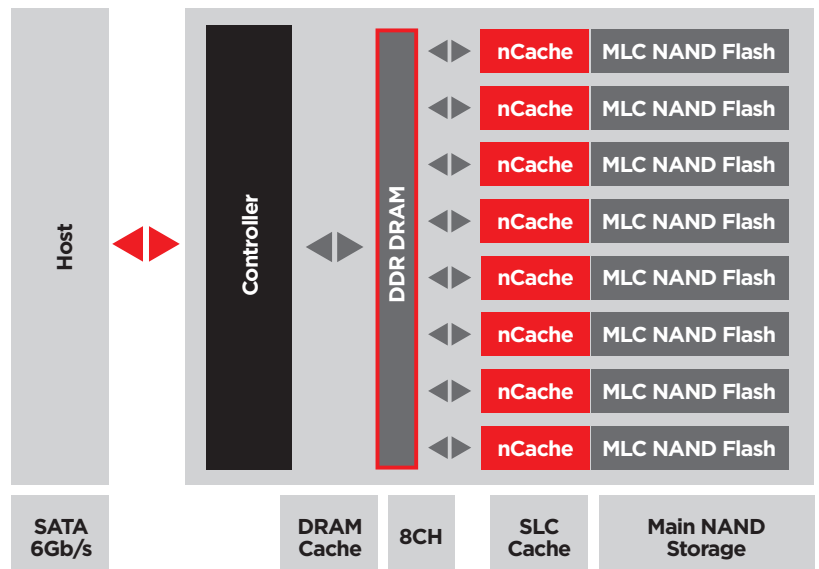 Host
Controller
DDR DRAM
nCache MLC NAND Flash
nCache MLC NAND Flash
nCache MLC NAND Flash
nCache MLC NAND Flash
nCache MLC NAND Flash
nCache MLC NAND Flash
nCache MLC NAND Flash
nCache MLC NAND Flash
SATA
6Gb/s
DRAM
Cache
8CH
SLC
Cache
Main NAND
Storage